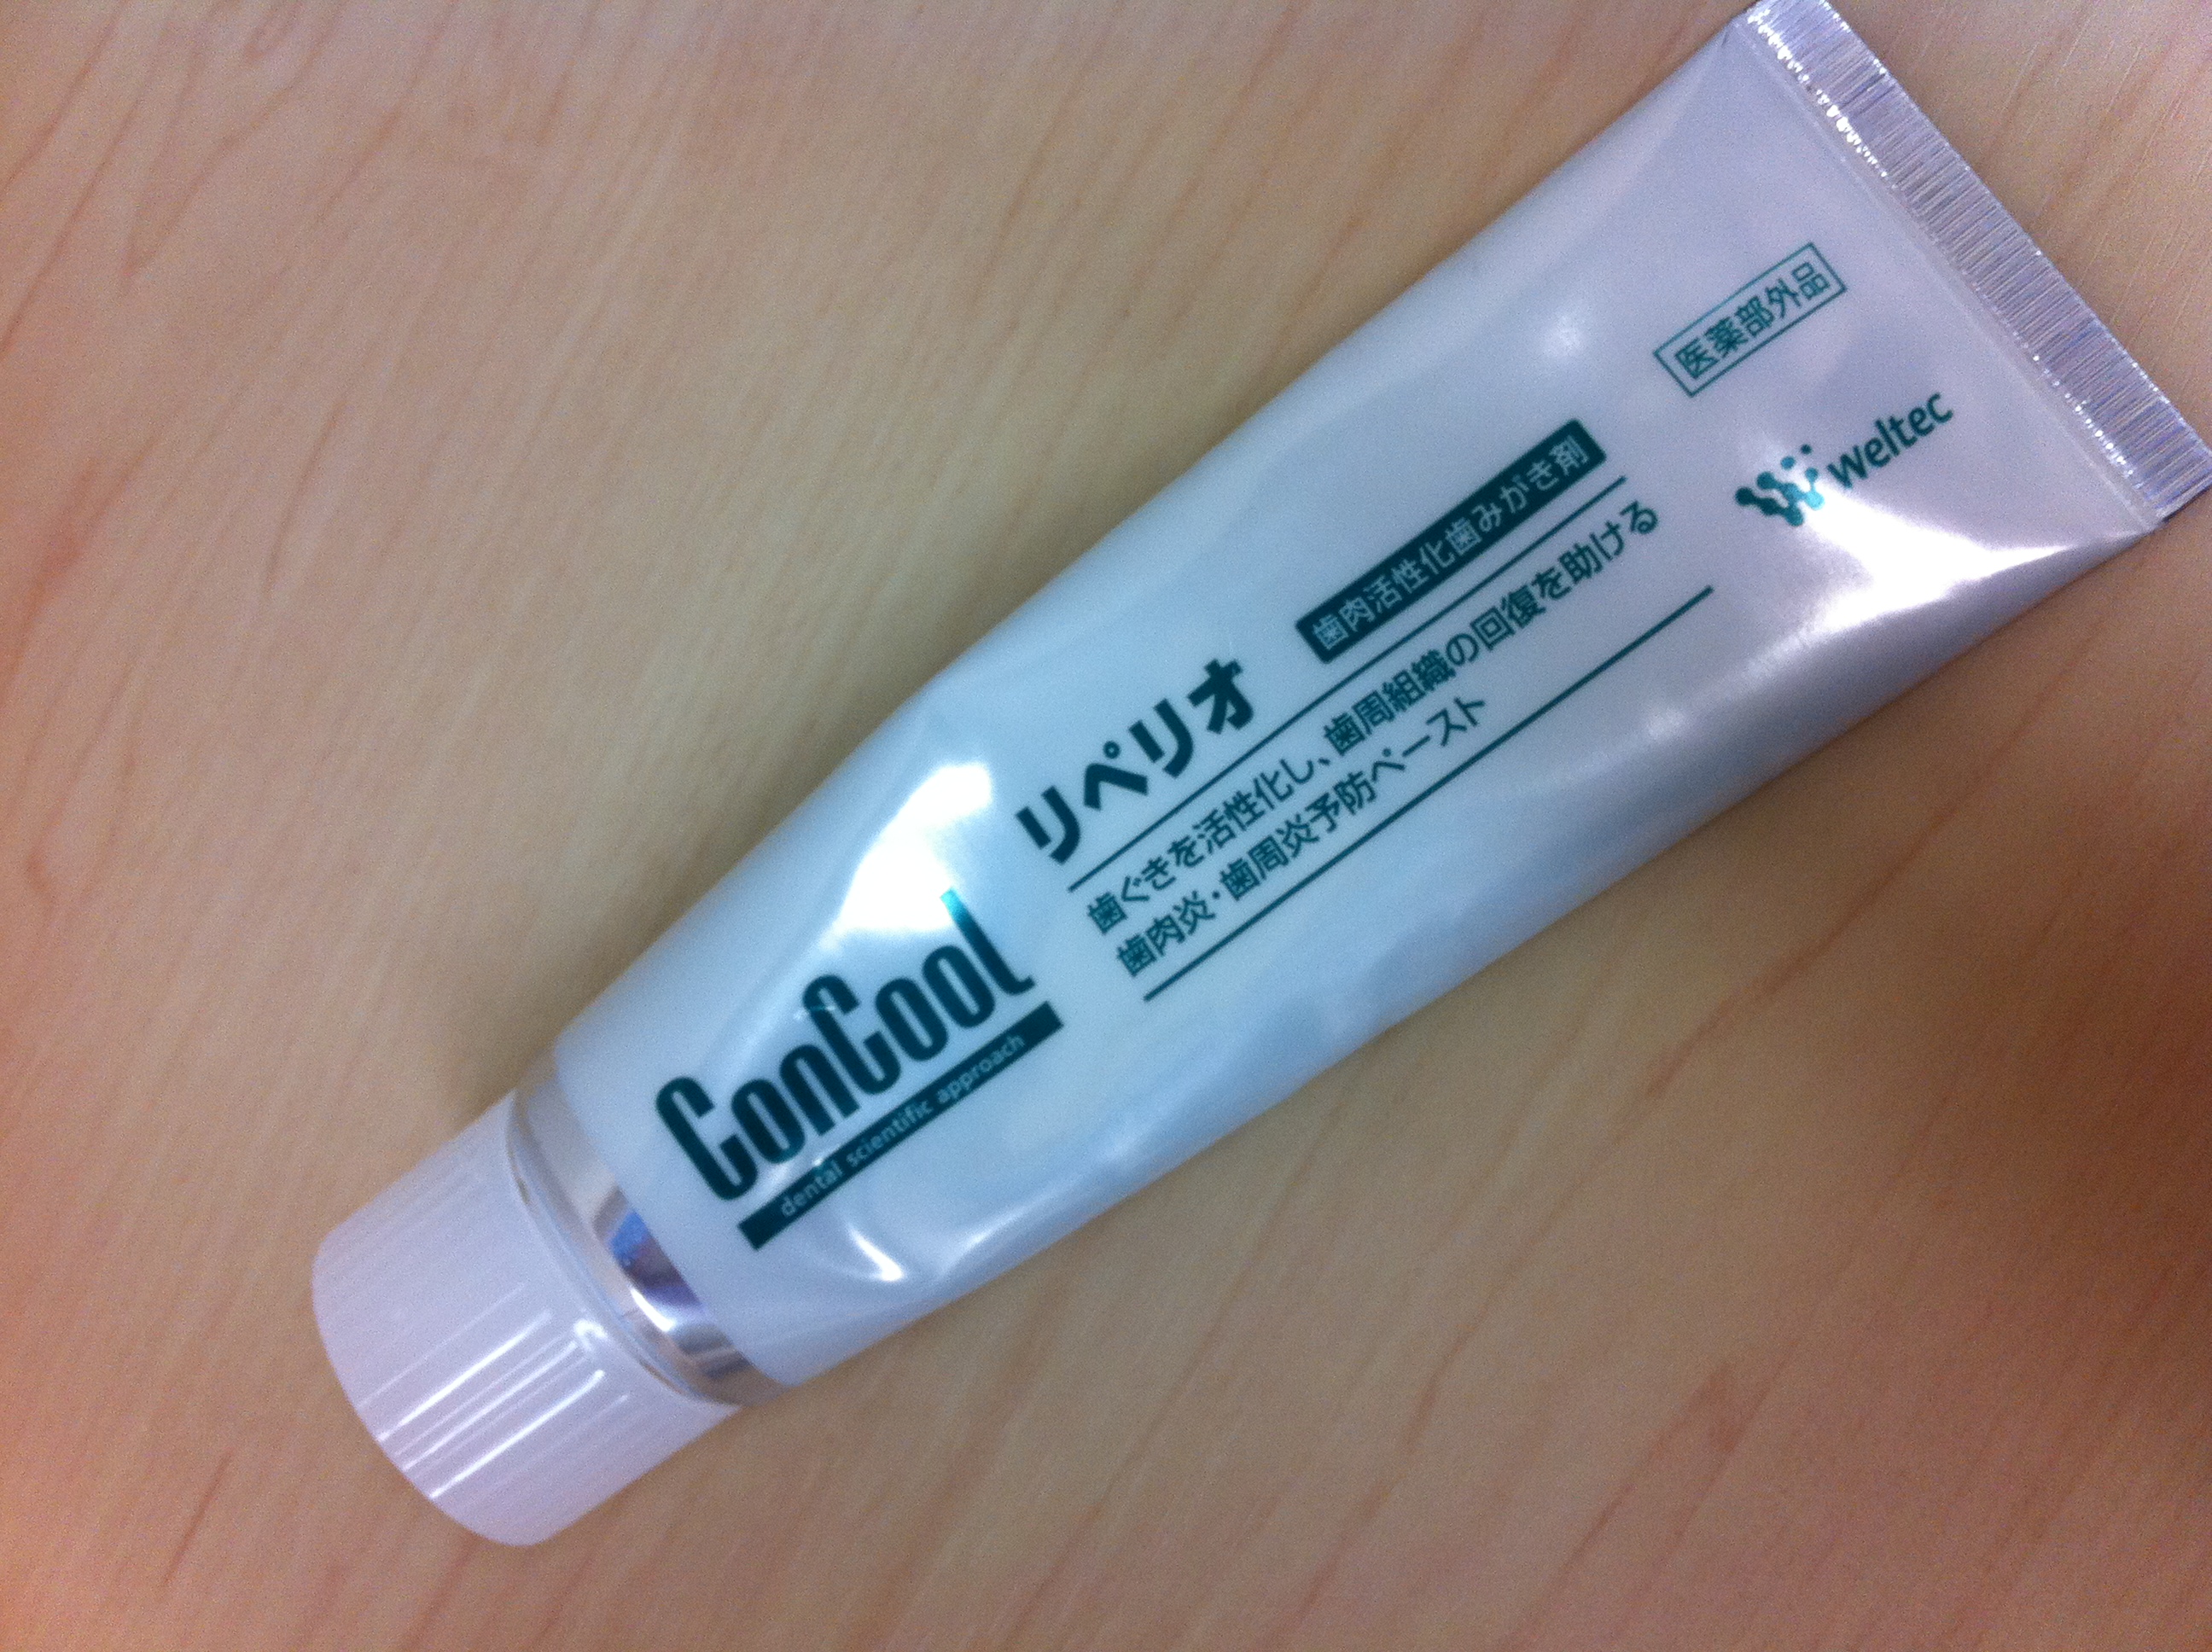 ConCool
dental scientific approach
リペリオ
歯肉活性化歯みがき剤
歯ぐきを活性化し、歯周組織の回復を助ける
歯肉炎・歯周炎予防ペースト
医薬部外品
weltec